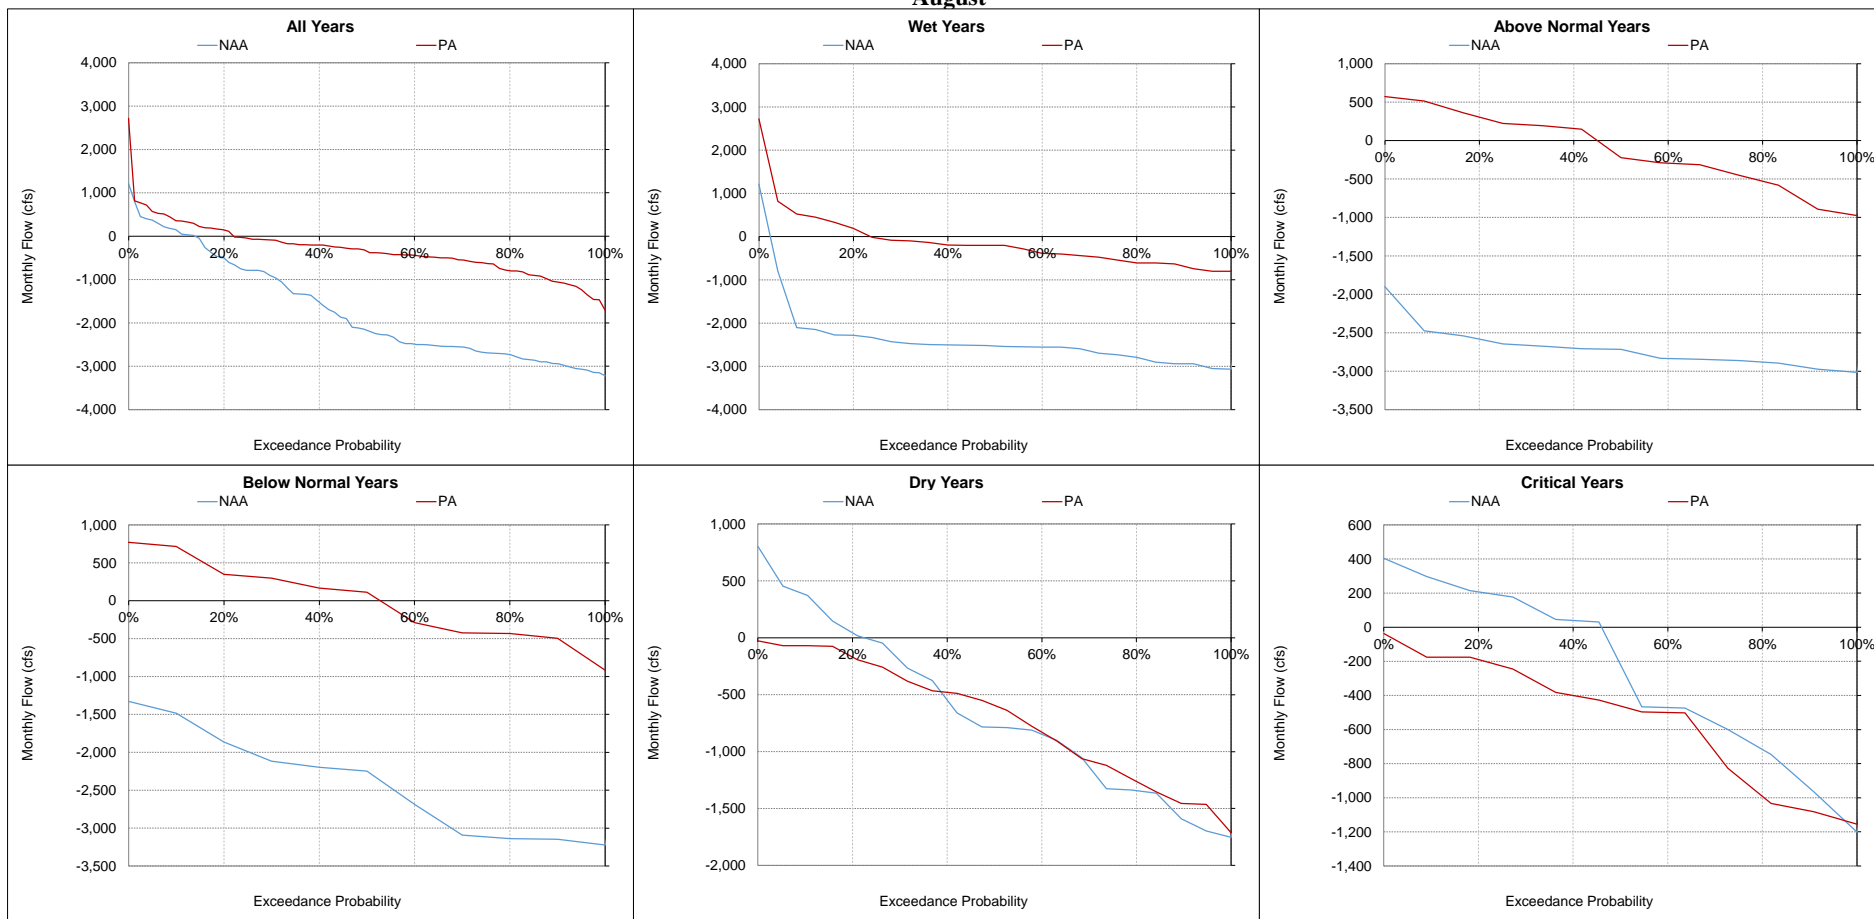 August
All Years
NAA PA
4,000
3,000
2,000
1,000
0
-1,000
-2,000
-3,000
-4,000
0% 20% 40% 60% 80% 100%
Monthly Flow (cfs)
Exceedance Probability
Wet Years
NAA PA
4,000
3,000
2,000
1,000
0
-1,000
-2,000
-3,000
-4,000
0% 20% 40% 60% 80% 100%
Monthly Flow (cfs)
Exceedance Probability
Above Normal Years
NAA PA
1,000
500
0
-500
-1,000
-1,500
-2,000
-2,500
-3,000
-3,500
0% 20% 40% 60% 80% 100%
Monthly Flow (cfs)
Exceedance Probability
Below Normal Years
NAA PA
1,000
500
0
-500
-1,000
-1,500
-2,000
-2,500
-3,000
-3,500
0% 20% 40% 60% 80% 100%
Monthly Flow (cfs)
Exceedance Probability
Dry Years
NAA PA
1,000
500
0
-500
-1,000
-1,500
-2,000
0% 20% 40% 60% 80% 100%
Monthly Flow (cfs)
Exceedance Probability
Critical Years
NAA PA
600
400
200
0
-200
-400
-600
-800
-1,000
-1,200
-1,400
0% 20% 40% 60% 80% 100%
Monthly Flow (cfs)
Exceedance Probability